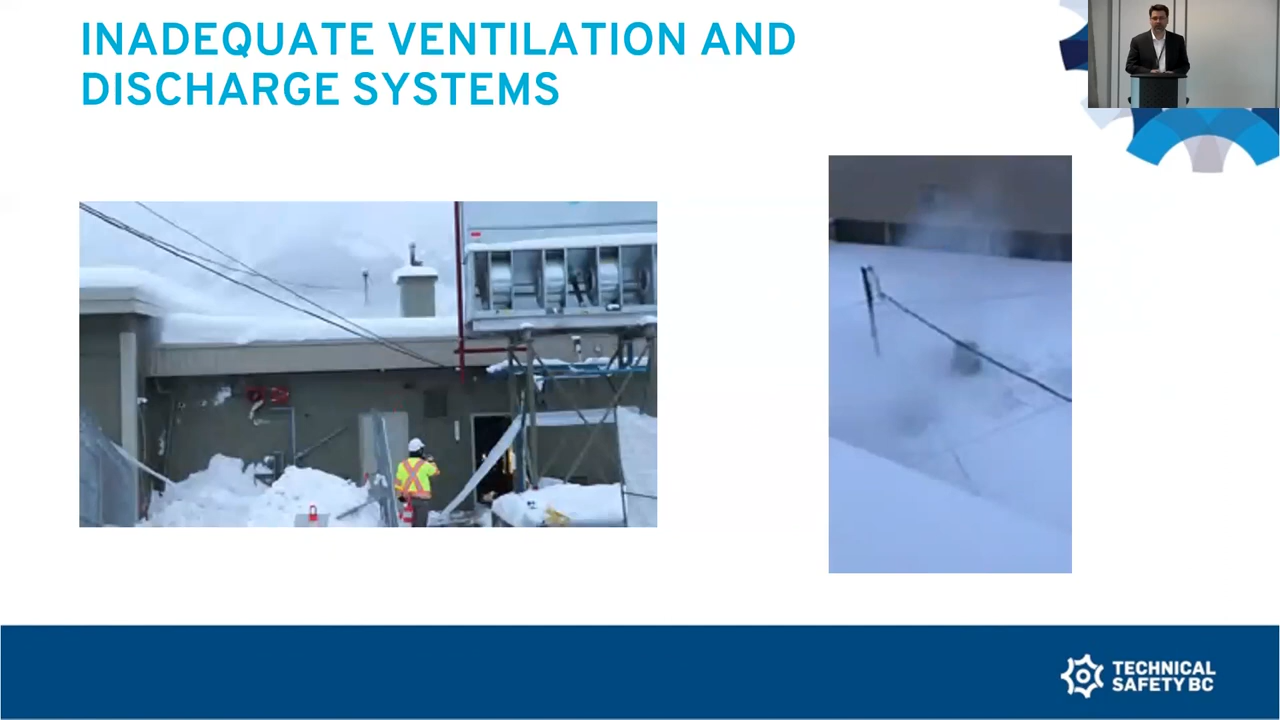 INADEQUATE VENTILATION AND
DISCHARGE SYSTEMS
TECHNICAL
SAFETY BC